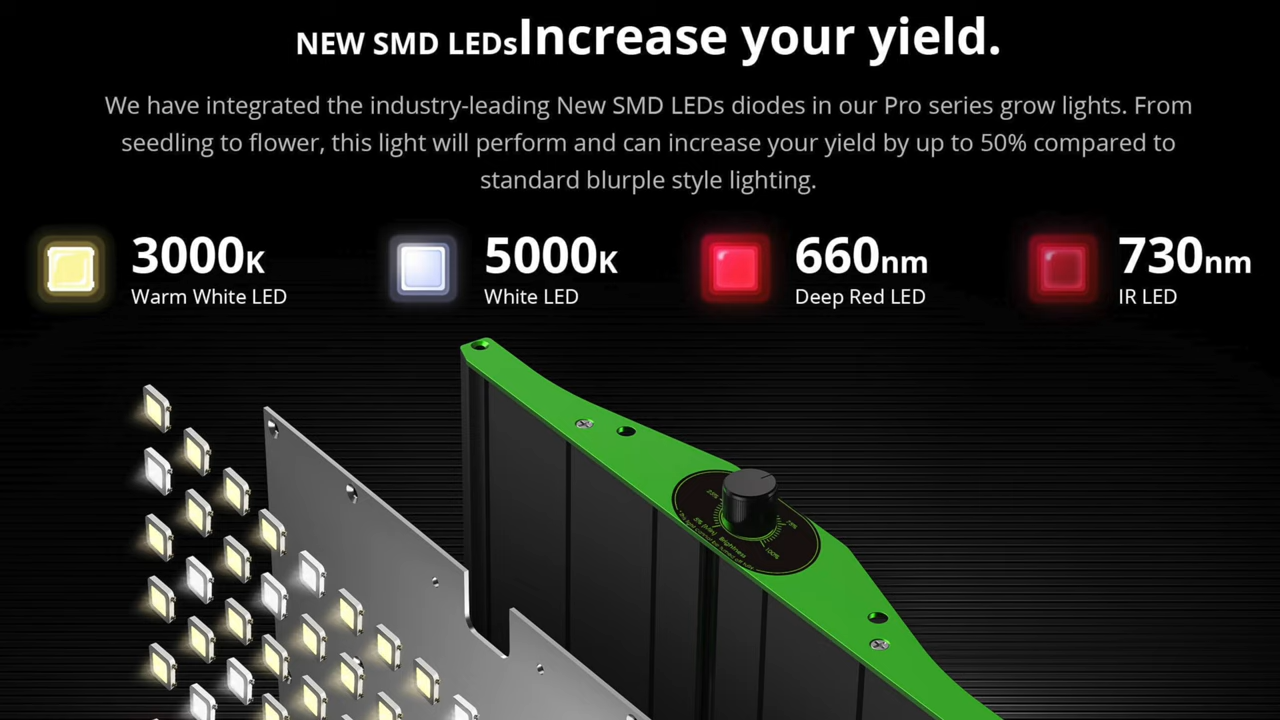 NEW SMD LEDsIncrease your yield.
We have integrated the industry-leading New SMD LEDs diodes in our Pro series grow lights. From
seedling to flower, this light will perform and can increase your yield by up to 50% compared to
standard blurple style lighting.
3000K
Warm White LED
5000K
White LED
660nm
Deep Red LED
730nm
IR LED
75%
100%
Brightness